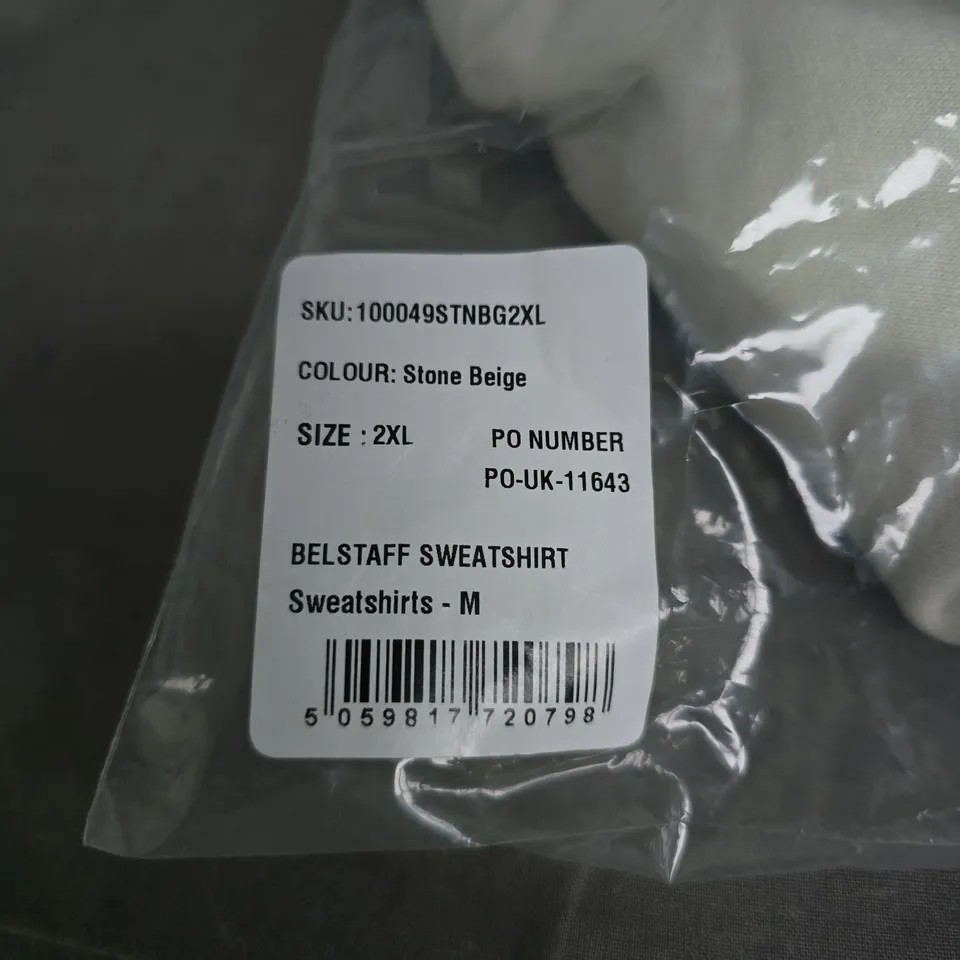 SKU:100049STNBG2XL
COLOUR: Stone Beige
SIZE : 2XL
PO NUMBER
PO-UK-11643
BELSTAFF SWEATSHIRT
Sweatshirts - M
5 059817 720798